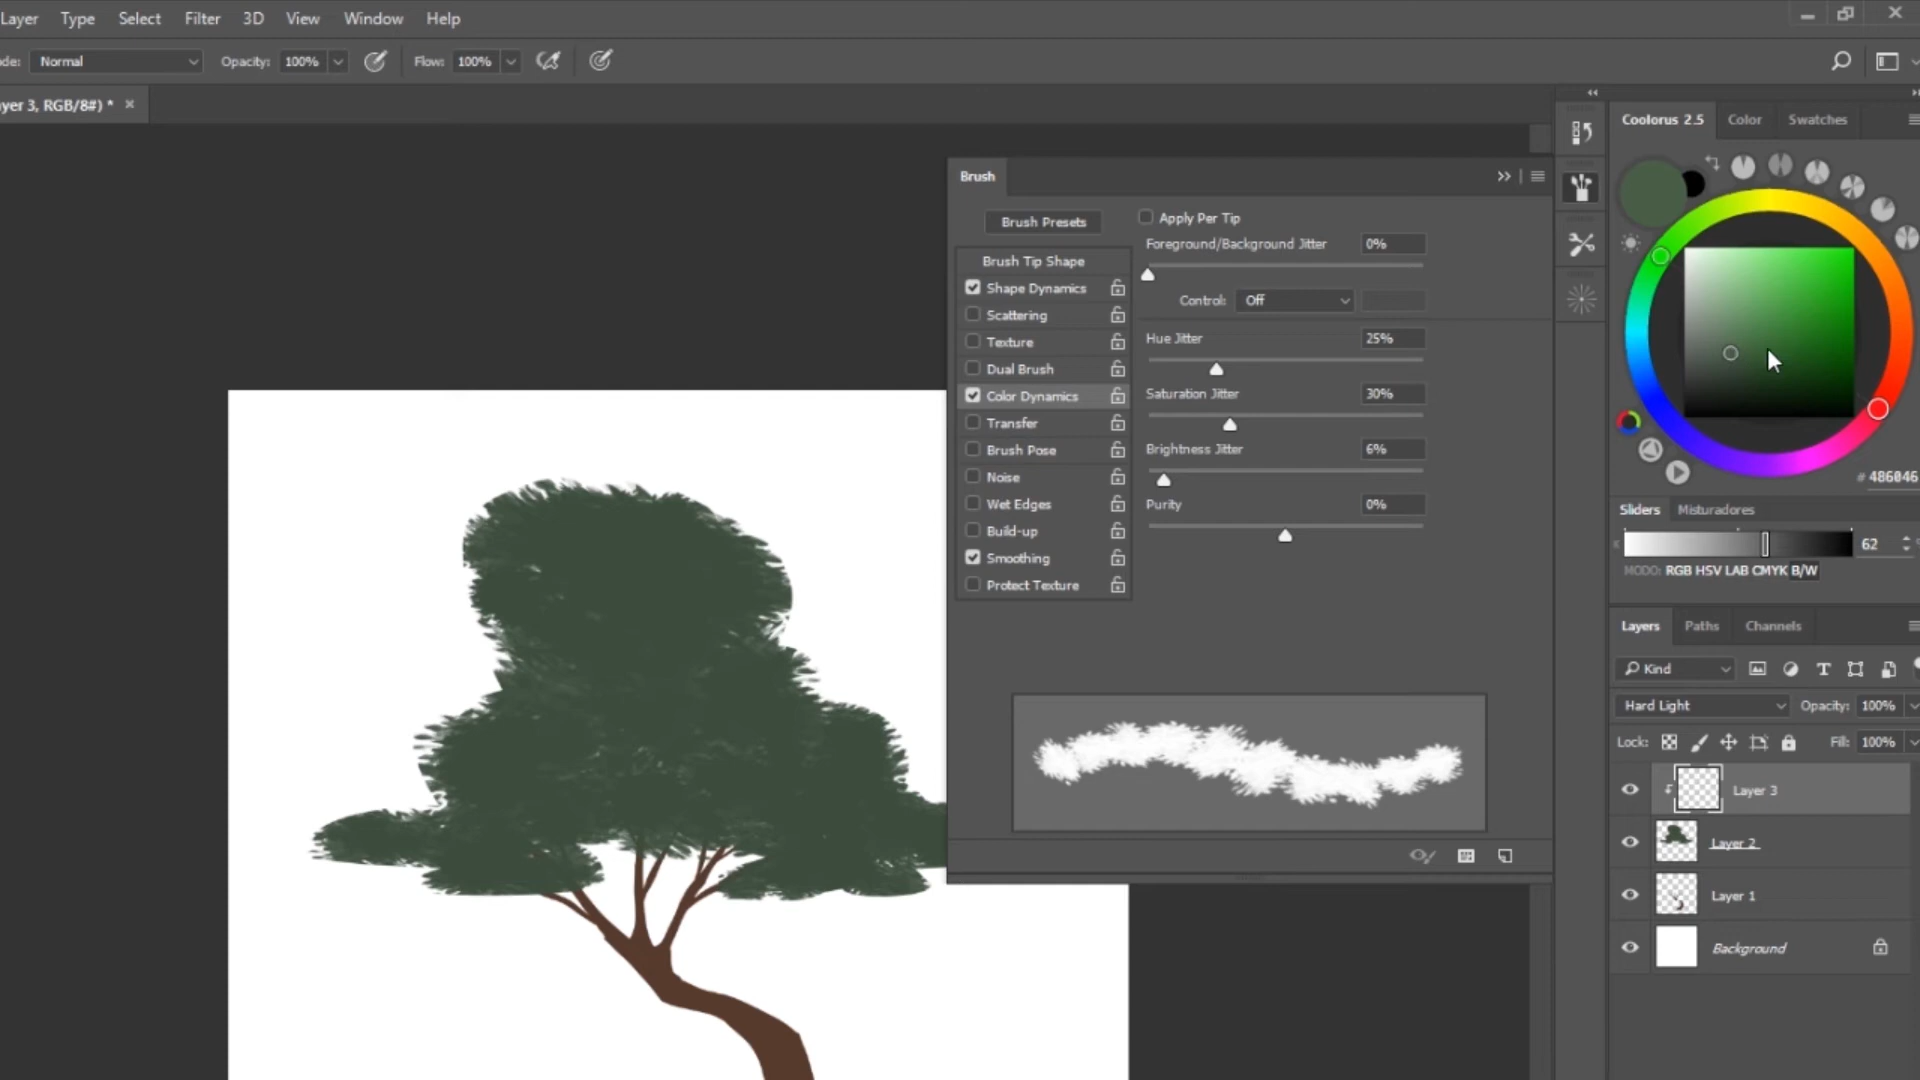 Layer Type Select Filter 3D View Window Help
de: Normal Opacity: 100% Flow: 100%
yer 3, RGB/8#) *
Coolorus 2.5 Color Swatches
Brush
Brush Presets
Brush Tip Shape
Shape Dynamics
Scattering
Texture
Dual Brush
Color Dynamics
Transfer
Brush Pose
Noise
Wet Edges
Build-up
Smoothing
Protect Texture
Apply Per Tip
Foreground/Background Jitter 0%
Control: Off
Hue Jitter 25%
Saturation Jitter 30%
Brightness Jitter 6%
Purity 0%
# 486046
Sliders Misturadores
K 62
MODO: RGB HSV LAB CMYK B/W
Layers Paths Channels
Kind
Hard Light Opacity: 100%
Lock: Fill: 100%
Layer 3
Layer 2
Layer 1
Background